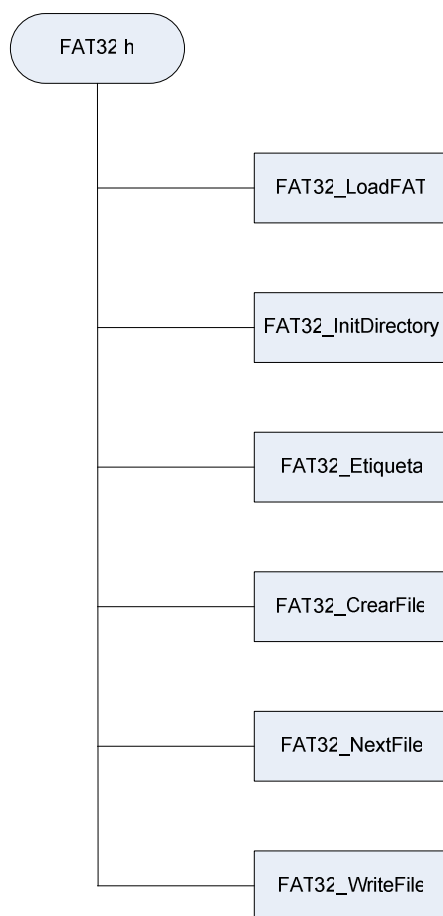 FAT32 h
FAT32_LoadFAT
FAT32_InitDirectory
FAT32_Etiqueta
FAT32_CrearFile
FAT32_NextFile
FAT32_WriteFile